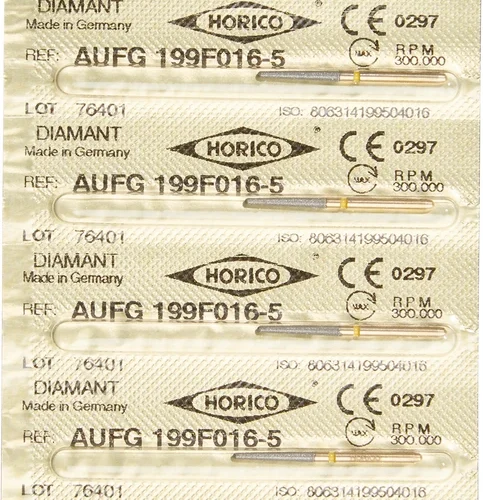 DIAMANT
Made in Germany
HORICO
® CE 0297
REF: AUFG 199F016-5
MAX.
RPM
300.000
LOT 76401
ISO: 806314199504016
DIAMANT
Made in Germany
HORICO
® CE 0297
REF: AUFG 199F016-5
MAX.
RPM
300.000
LOT 76401
ISO: 806314199504016
DIAMANT
Made in Germany
HORICO
® CE 0297
REF: AUFG 199F016-5
MAX.
RPM
300.000
LOT 76401
ISO: 806314199504016
DIAMANT
Made in Germany
HORICO
® CE 0297
REF: AUFG 199F016-5
MAX.
RPM
300.000
LOT 76401
ISO: 806314199504016